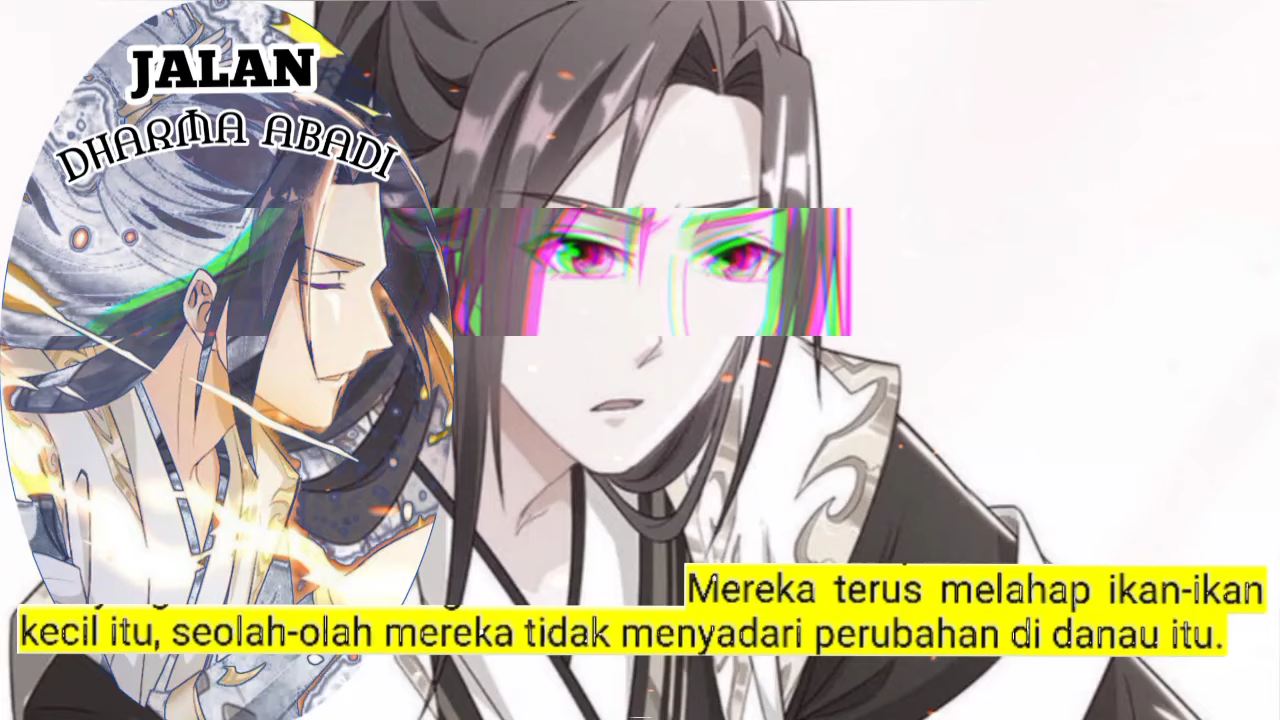 JALAN
DHARMA ABADI
Mereka terus melahap ikan-ikan
kecil itu, seolah-olah mereka tidak menyadari perubahan di danau itu.